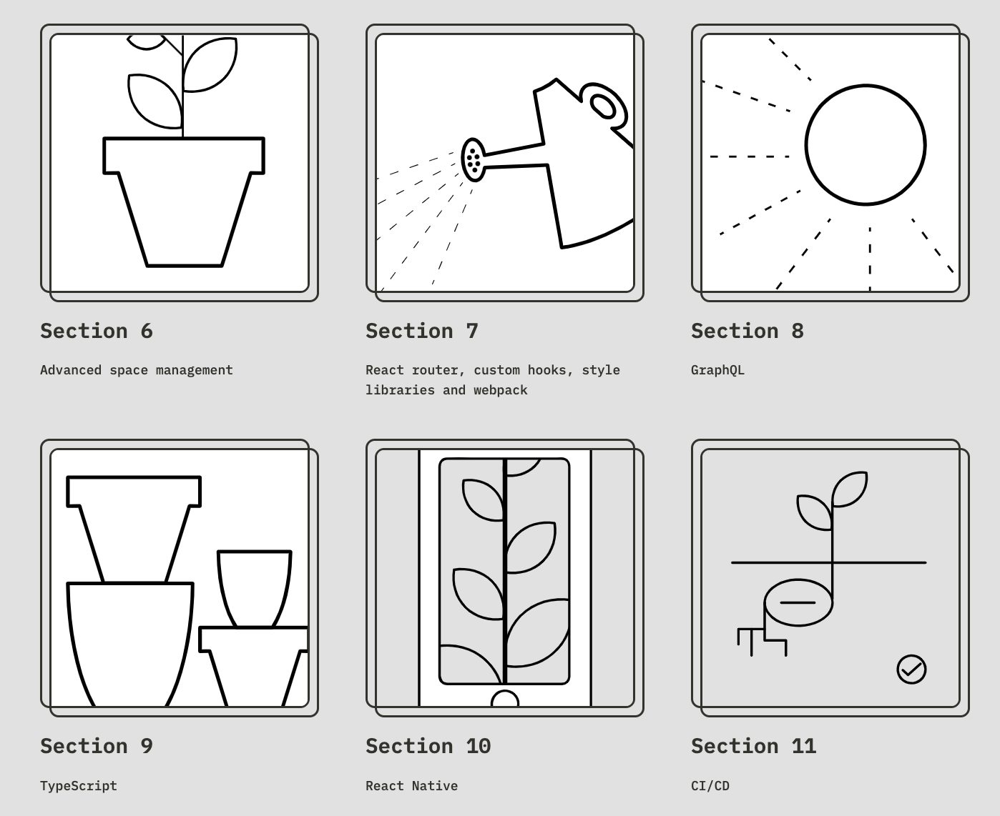 Section 6
Advanced space management
Section 7
React router, custom hooks, style
libraries and webpack
Section 8
GraphQL
Section 9
TypeScript
Section 10
React Native
Section 11
CI/CD